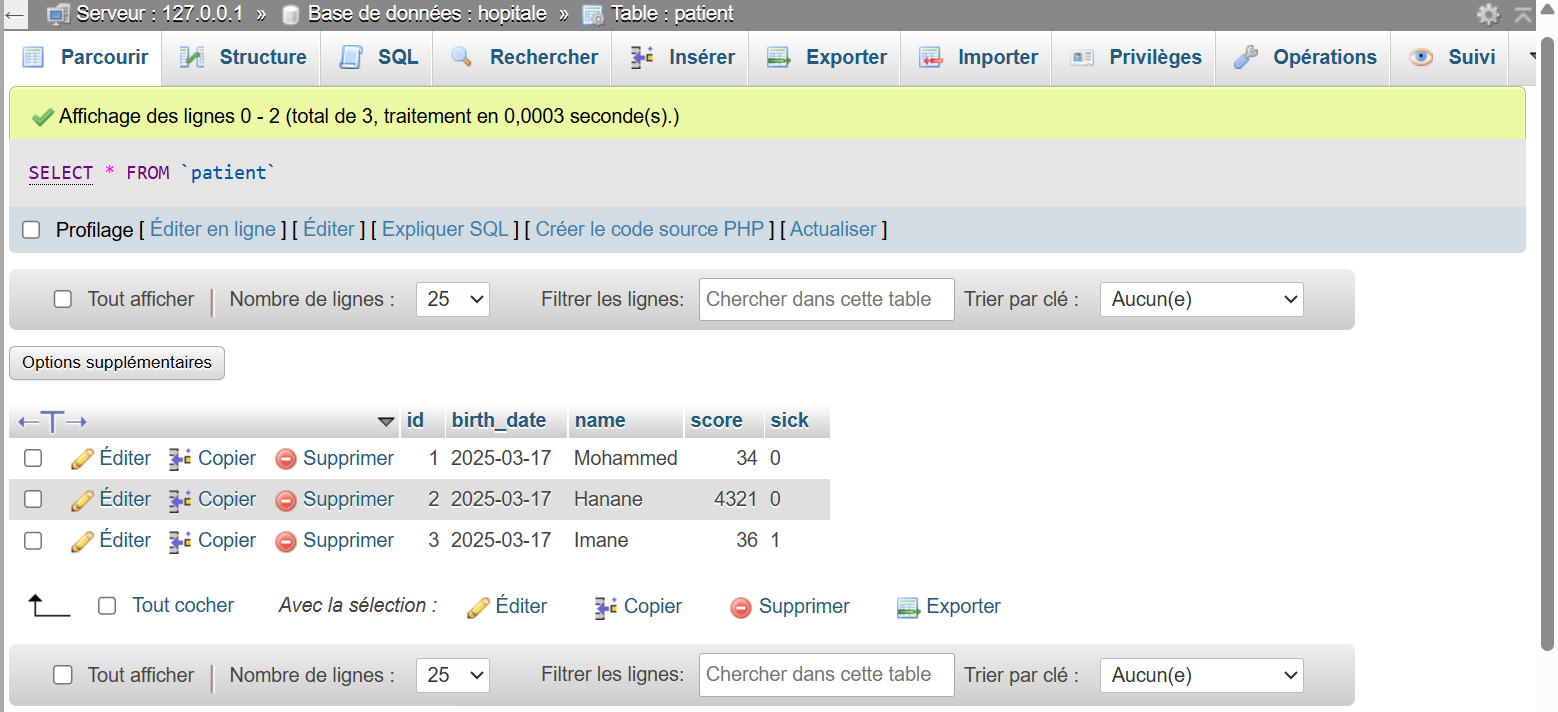 Serveur : 127.0.0.1 » Base de données : hopitale » Table : patient
Parcourir Structure SQL Rechercher Insérer Exporter Importer Privilèges Opérations Suivi
Affichage des lignes 0 - 2 (total de 3, traitement en 0,0003 seconde(s).)
SELECT * FROM `patient`
Profilage [ Éditer en ligne ] [ Éditer ] [ Expliquer SQL ] [ Créer le code source PHP ] [ Actualiser ]
Tout afficher | Nombre de lignes : 25 Filtrer les lignes: Chercher dans cette table Trier par clé : Aucun(e)
Options supplémentaires
id birth_date name score sick
Éditer Copier Supprimer 1 2025-03-17 Mohammed 34 0
Éditer Copier Supprimer 2 2025-03-17 Hanane 4321 0
Éditer Copier Supprimer 3 2025-03-17 Imane 36 1
Tout cocher Avec la sélection : Éditer Copier Supprimer Exporter
Tout afficher | Nombre de lignes : 25 Filtrer les lignes: Chercher dans cette table Trier par clé : Aucun(e)